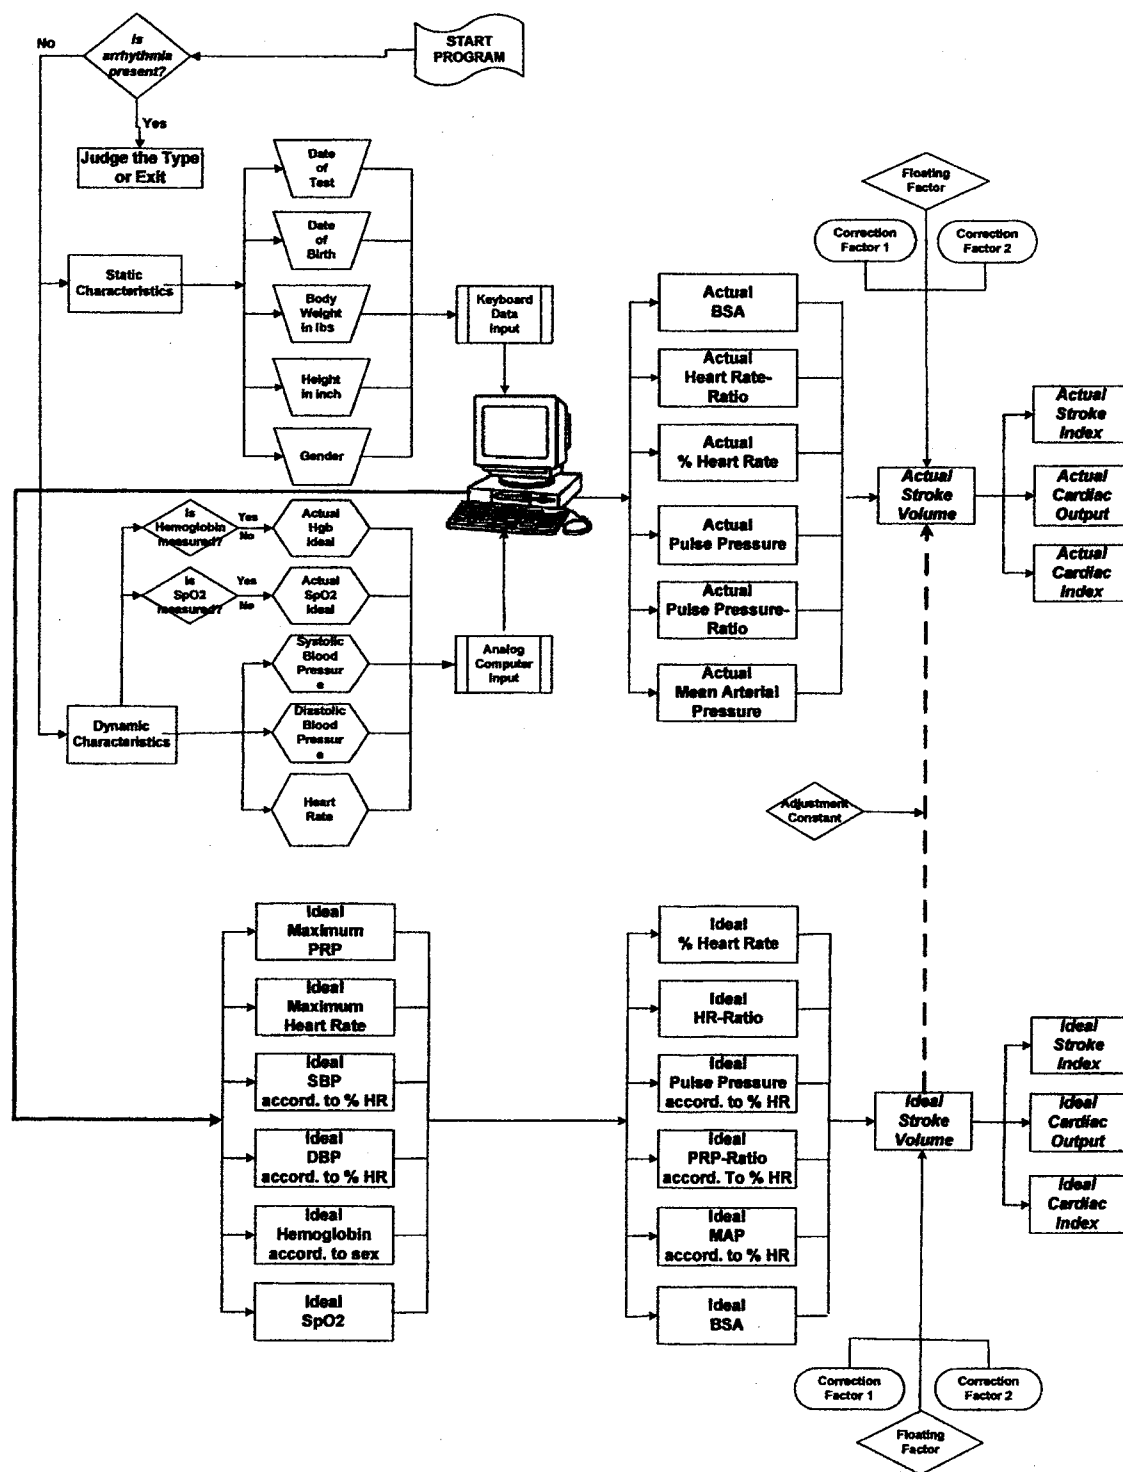 START
PROGRAM
No
Is
arrhythmia
present?
Yes
Judge the Type
or Exit
Static
Characteristics
Date
of
Test
Date
of
Birth
Body
Weight
in lbs
Height
in inch
Gender
Keyboard
Data
Input
Is
Hemoglobin
measured?
Yes
No
Actual
Hgb
Ideal
Is
SpO2
measured?
Yes
No
Actual
SpO2
Ideal
Systolic
Blood
Pressur
e
Diastolic
Blood
Pressur
e
Heart
Rate
Dynamic
Characteristics
Analog
Computer
Input
Actual
BSA
Actual
Heart Rate-
Ratio
Actual
% Heart Rate
Actual
Pulse Pressure
Actual
Pulse Pressure-
Ratio
Actual
Mean Arterial
Pressure
Floating
Factor
Correction
Factor 1
Correction
Factor 2
Actual
Stroke
Volume
Actual
Stroke
Index
Actual
Cardiac
Output
Actual
Cardiac
Index
Adjustment
Constant
Ideal
Maximum
PRP
Ideal
Maximum
Heart Rate
Ideal
SBP
accord. to % HR
Ideal
DBP
accord. to % HR
Ideal
Hemoglobin
accord. to sex
Ideal
SpO2
Ideal
% Heart Rate
Ideal
HR-Ratio
Ideal
Pulse Pressure
accord. to % HR
Ideal
PRP-Ratio
accord. To % HR
Ideal
MAP
accord. to % HR
Ideal
BSA
Ideal
Stroke
Volume
Ideal
Stroke
Index
Ideal
Cardiac
Output
Ideal
Cardiac
Index
Correction
Factor 1
Correction
Factor 2
Floating
Factor